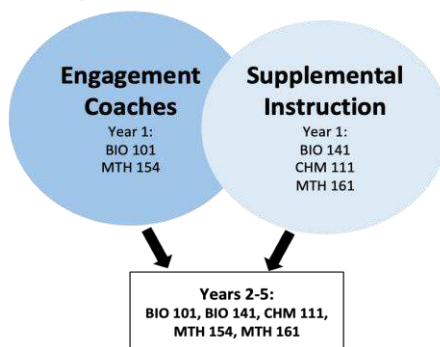 Engagement
Coaches
Year 1:
BIO 101
MTH 154
Supplemental
Instruction
Year 1:
BIO 141
CHM 111
MTH 161
Years 2-5:
BIO 101, BIO 141, CHM 111,
MTH 154, MTH 161